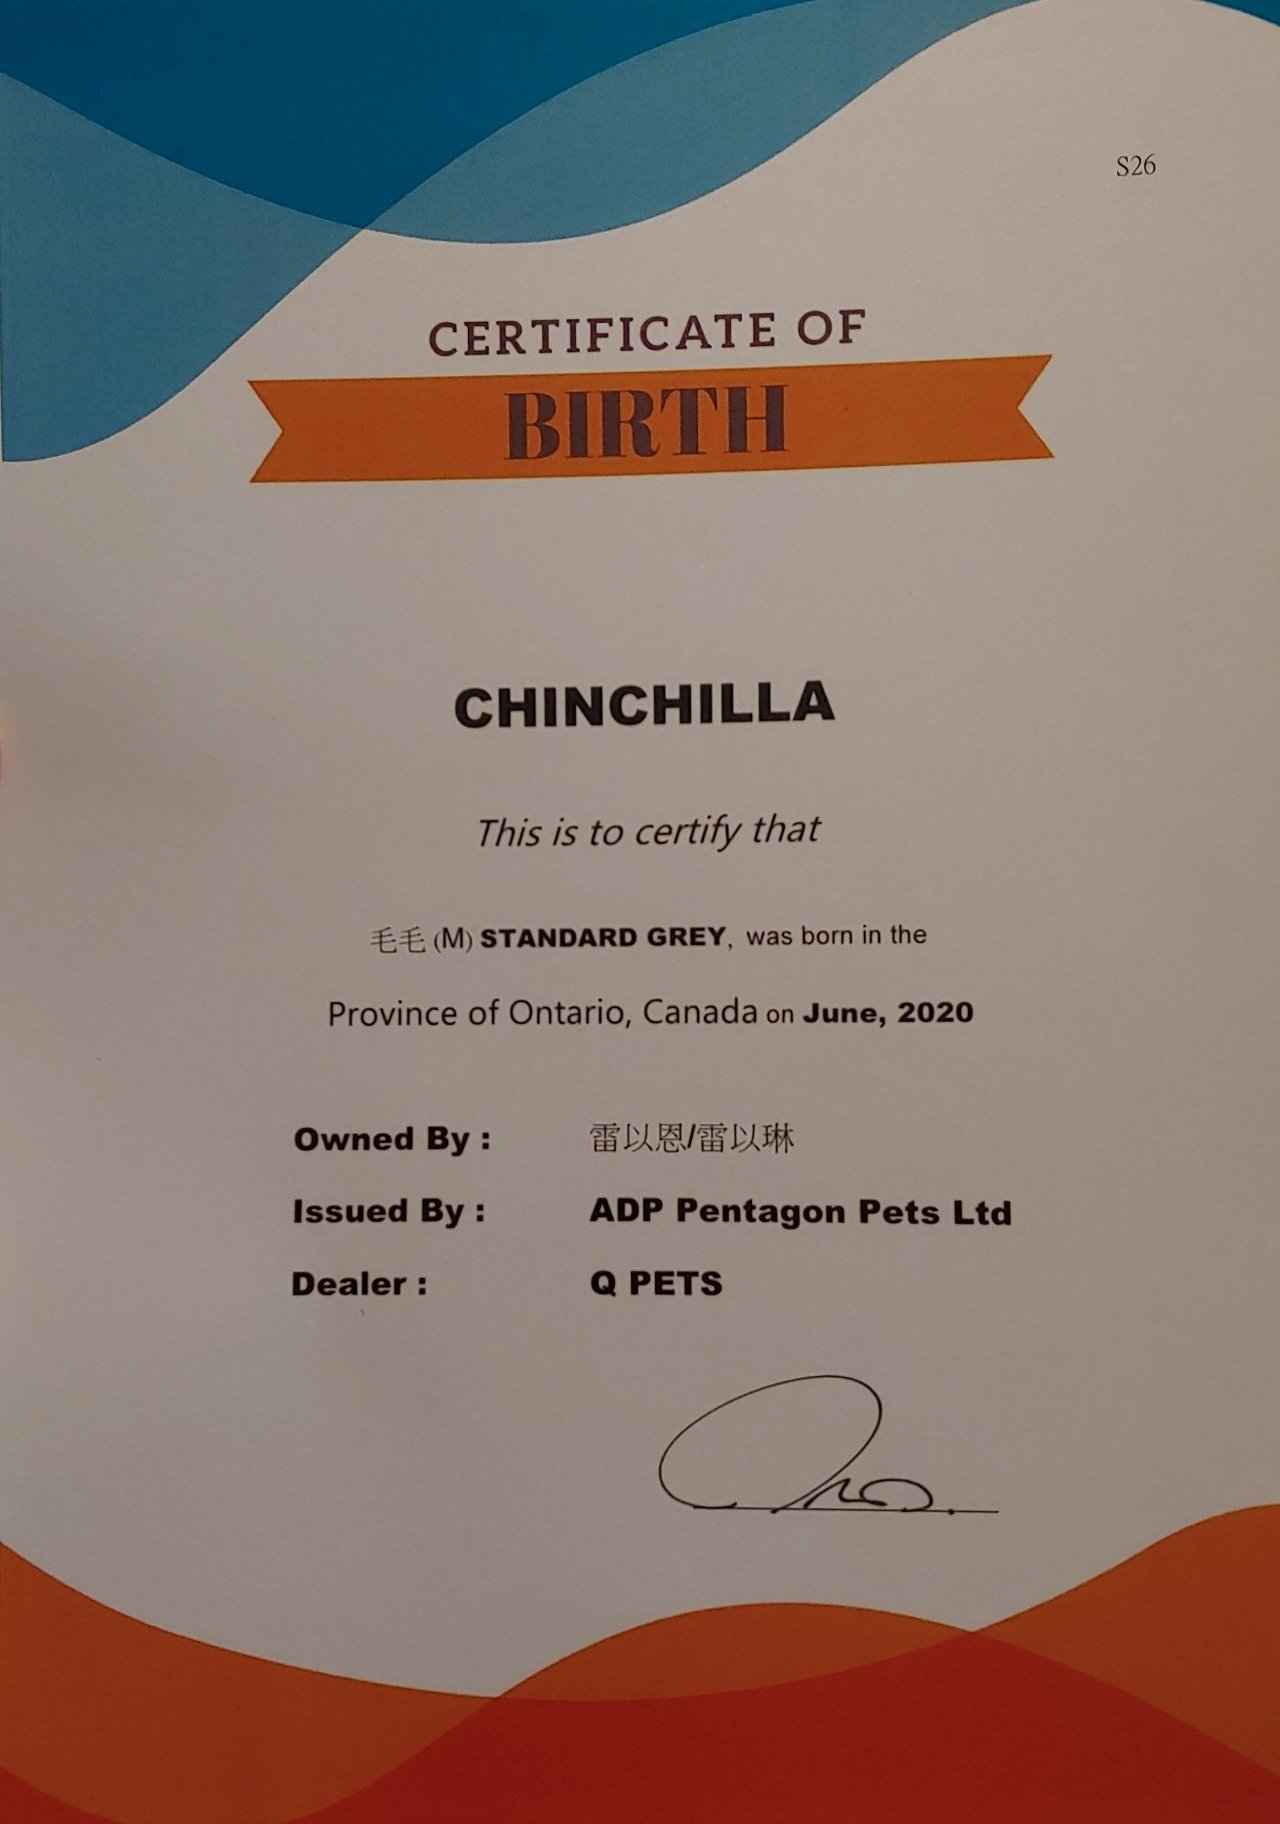 S26
CERTIFICATE OF
BIRTH
CHINCHILLA
This is to certify that
毛毛 (M) STANDARD GREY, was born in the
Province of Ontario, Canada on June, 2020
Owned By : 雷以恩/雷以琳
Issued By : ADP Pentagon Pets Ltd
Dealer : Q PETS